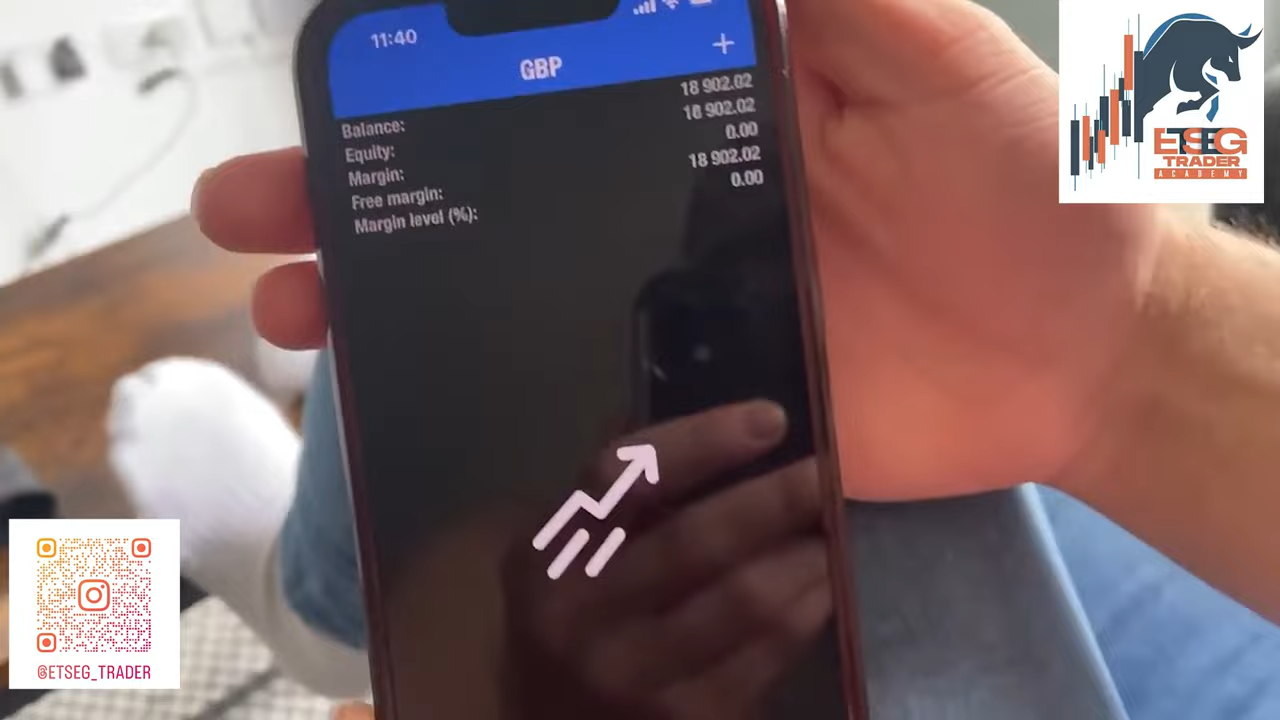 11:40
GBP
+
Balance: 18 902.02
Equity: 18 902.02
Margin: 0.00
Free margin: 18 902.02
Margin level (%): 0.00
ETSEG
TRADER
ACADEMY
@ETSEG_TRADER